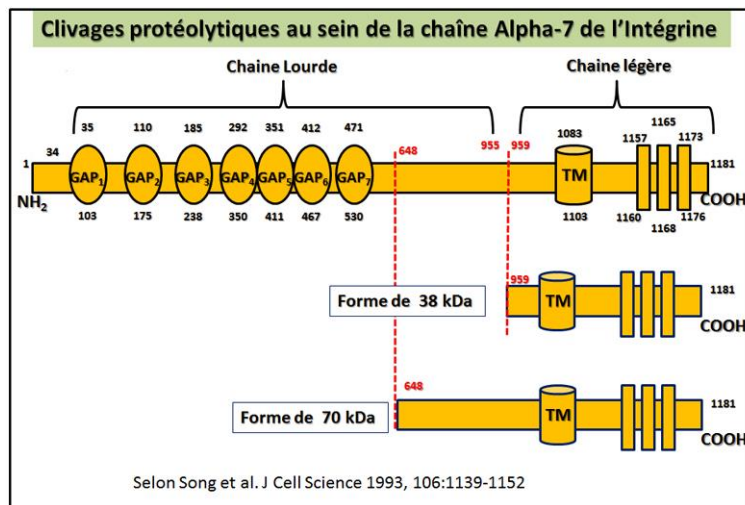 Clivages protéolytiques au sein de la chaîne Alpha-7 de l'Intégrine
Chaine Lourde
Chaine légère
35 110 185 292 351 412 471 648 955 959 1083 1157 1165 1173
1 34
1181
GAP₁ GAP₂ GAP₃ GAP₄ GAP₅ GAP₆ GAP₇ TM
NH₂
COOH
103 175 238 350 411 467 530 1103 1160 1168 1176
959
1181
Forme de 38 kDa
TM
COOH
648
1181
Forme de 70 kDa
TM
COOH
Selon Song et al. J Cell Science 1993, 106:1139-1152